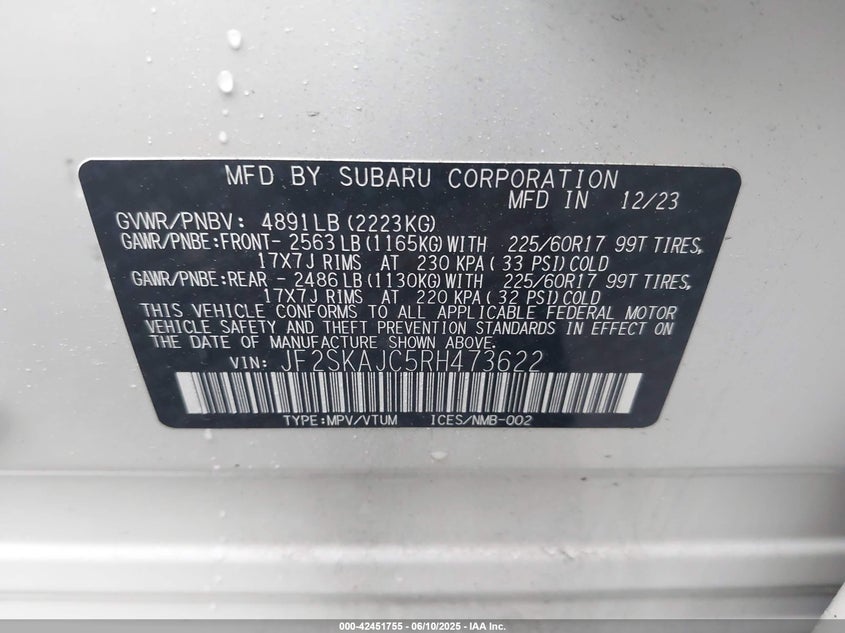 MFD BY SUBARU CORPORATION
MFD IN 12/23
GVWR/PNBV: 4891LB(2223KG)
GAWR/PNBE:FRONT- 2563LB(1165KG)WITH 225/60R17 99T TIRES,
17X7J RIMS AT 230 KPA( 33 PSI)COLD
GAWR/PNBE:REAR - 2486LB(1130KG)WITH 225/60R17 99T TIRES,
17X7J RIMS AT 220 KPA( 32 PSI)COLD
THIS VEHICLE CONFORMS TO ALL APPLICABLE FEDERAL MOTOR
VEHICLE SAFETY AND THEFT PREVENTION STANDARDS IN EFFECT ON
THE DATE OF MANUFACTURE SHOWN ABOVE.
VIN: JF2SKAJC5RH473622
TYPE:MPV/VTUM ICES/NMB-002
000-42451755 - 06/10/2025 - IAA Inc.